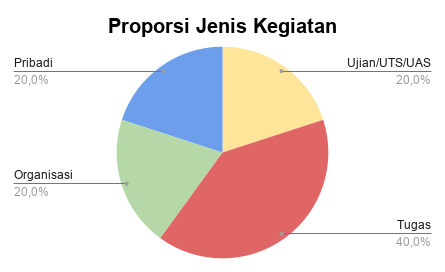 Proporsi Jenis Kegiatan
Pribadi
20,0%
Ujian/UTS/UAS
20,0%
Organisasi
20,0%
Tugas
40,0%